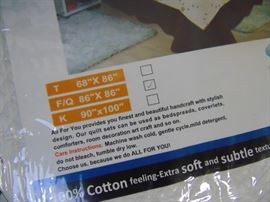 T 68"X 86"
F/Q 86"X 86"
K 90"x100"
All For You provides you finest and beautiful handcraft with stylish
design. Our quilt sets can be used as bedspreads, coverlets,
comforters, room decoration art craft and so on.
Care Instructions: Machine wash cold, gentle cycle, mild detergent,
do not bleach, tumble dry low.
Choose us, because we do ALL FOR YOU!
Cotton feeling-Extra soft and subtle